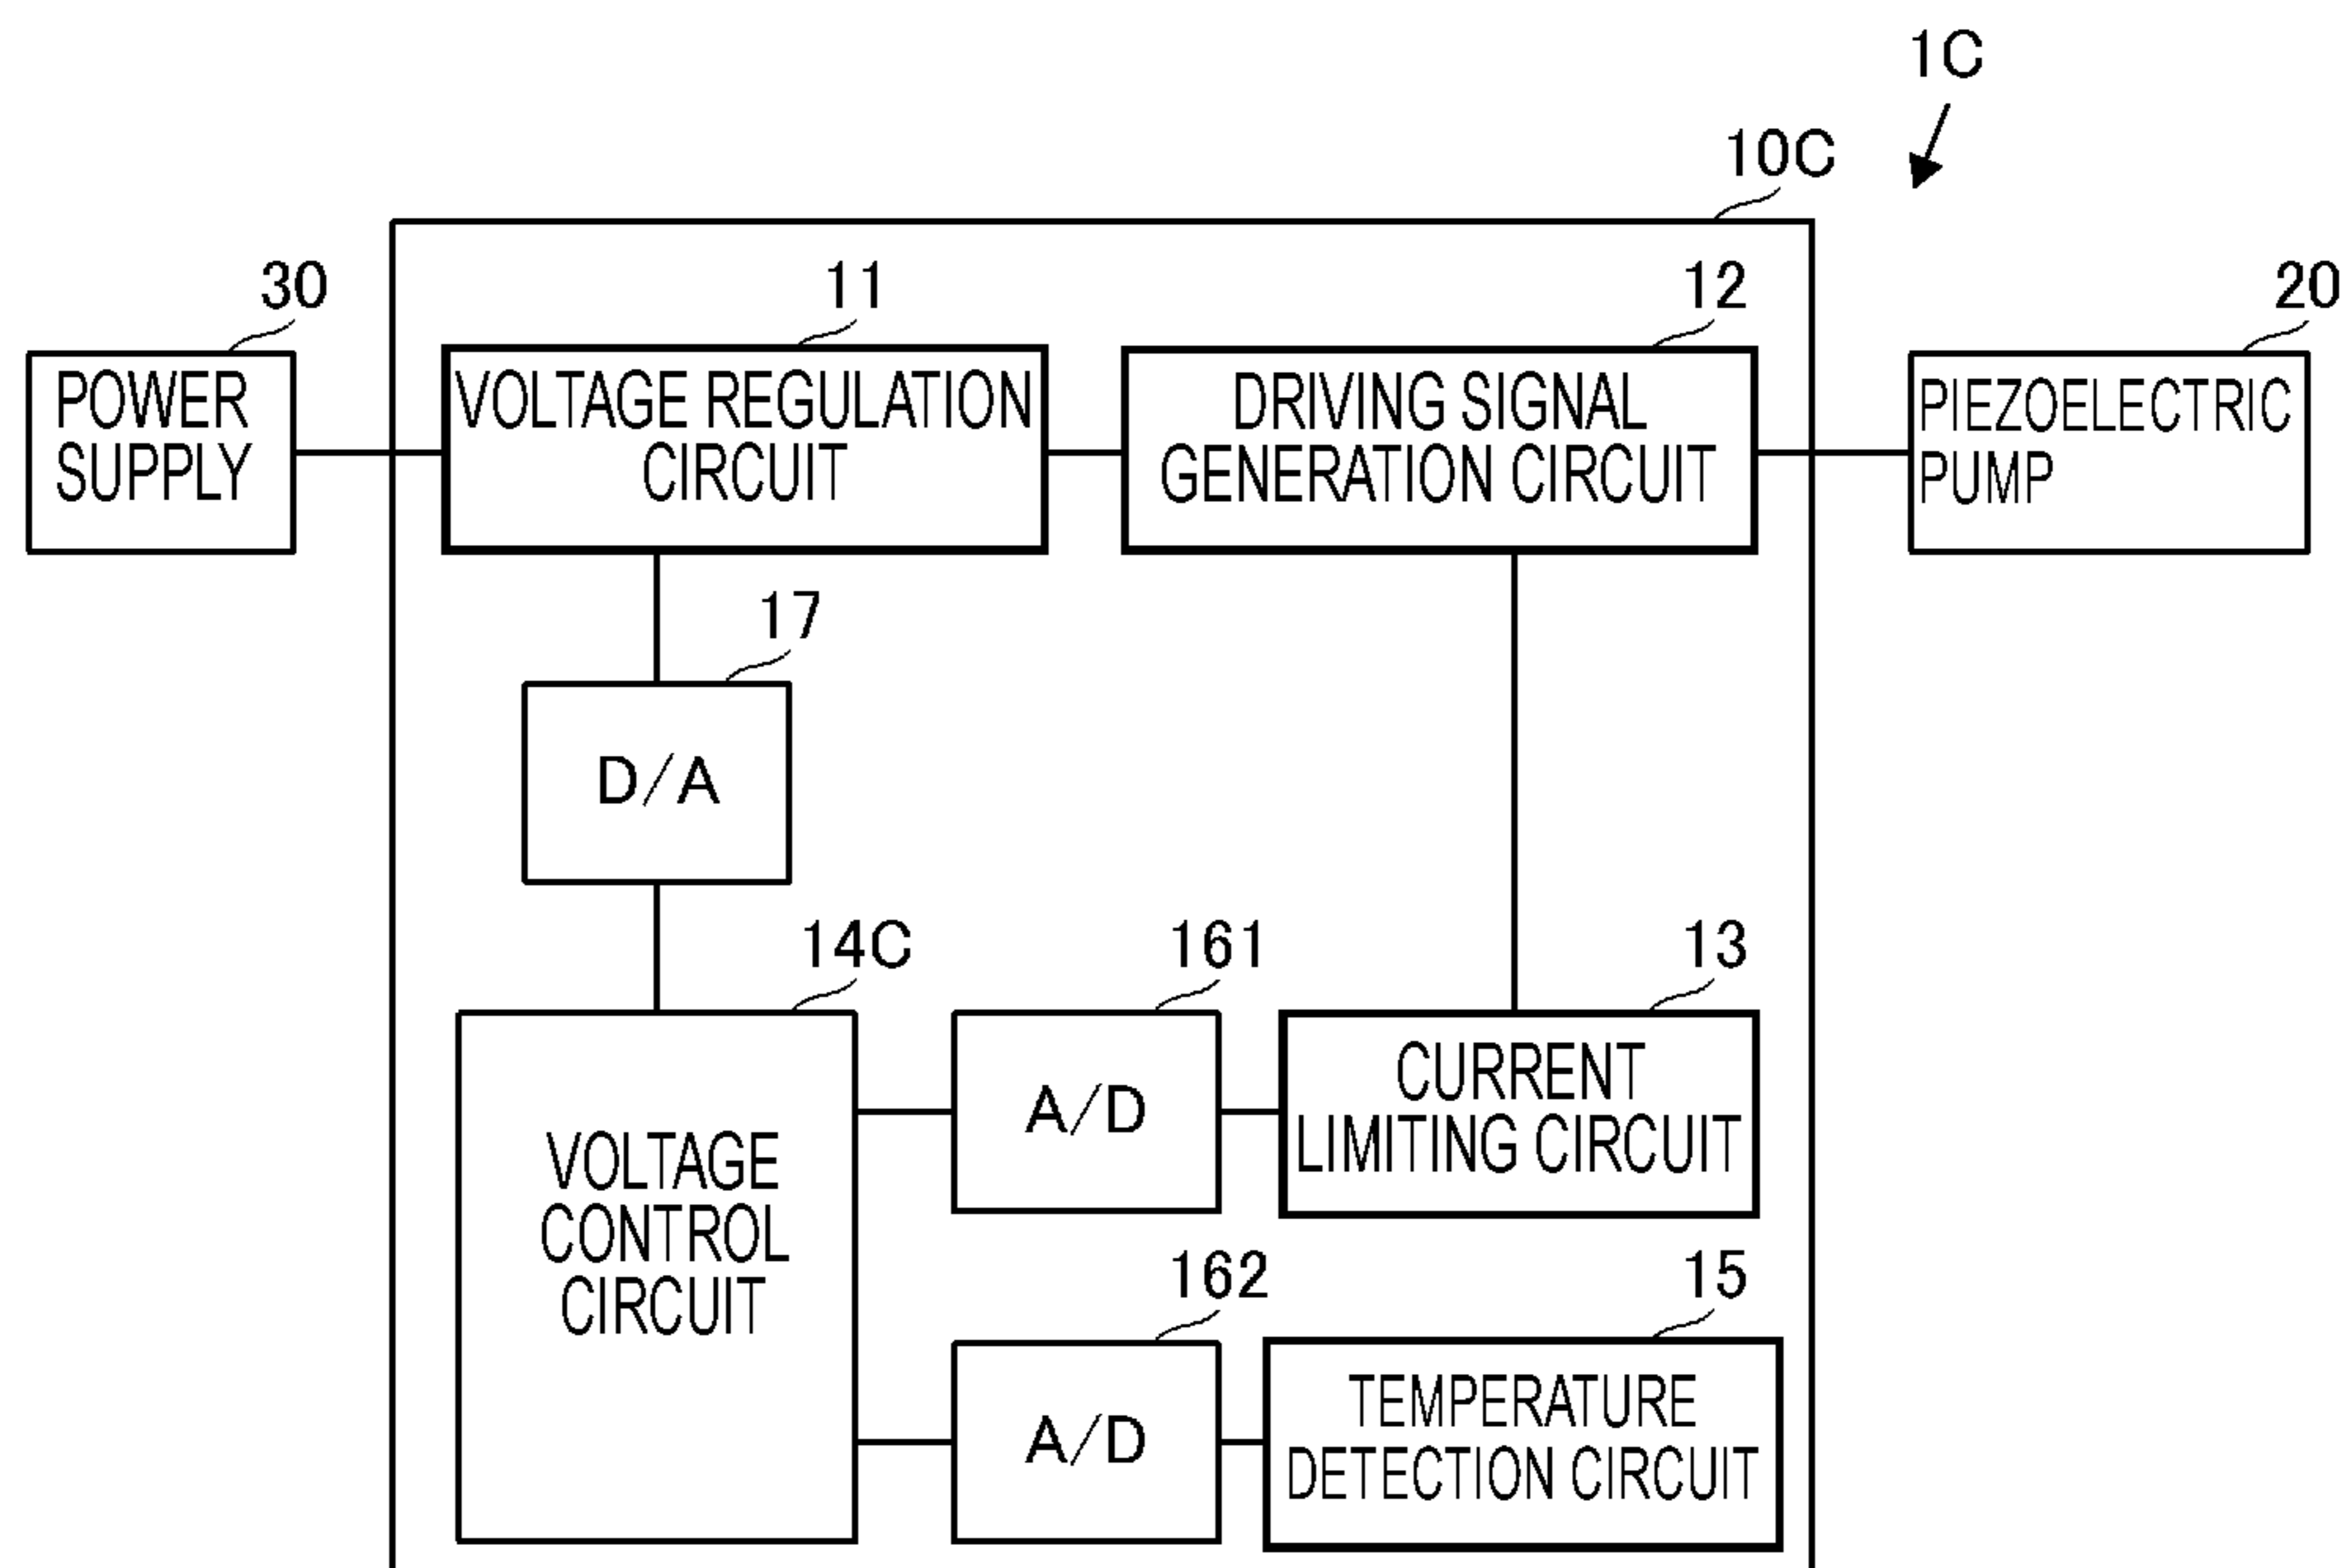 1C
10C
30
11
12
20
POWER
SUPPLY
VOLTAGE REGULATION
CIRCUIT
DRIVING SIGNAL
GENERATION CIRCUIT
PIEZOELECTRIC
PUMP
17
D/A
14C
161
13
VOLTAGE
CONTROL
CIRCUIT
A/D
CURRENT
LIMITING CIRCUIT
162
15
A/D
TEMPERATURE
DETECTION CIRCUIT